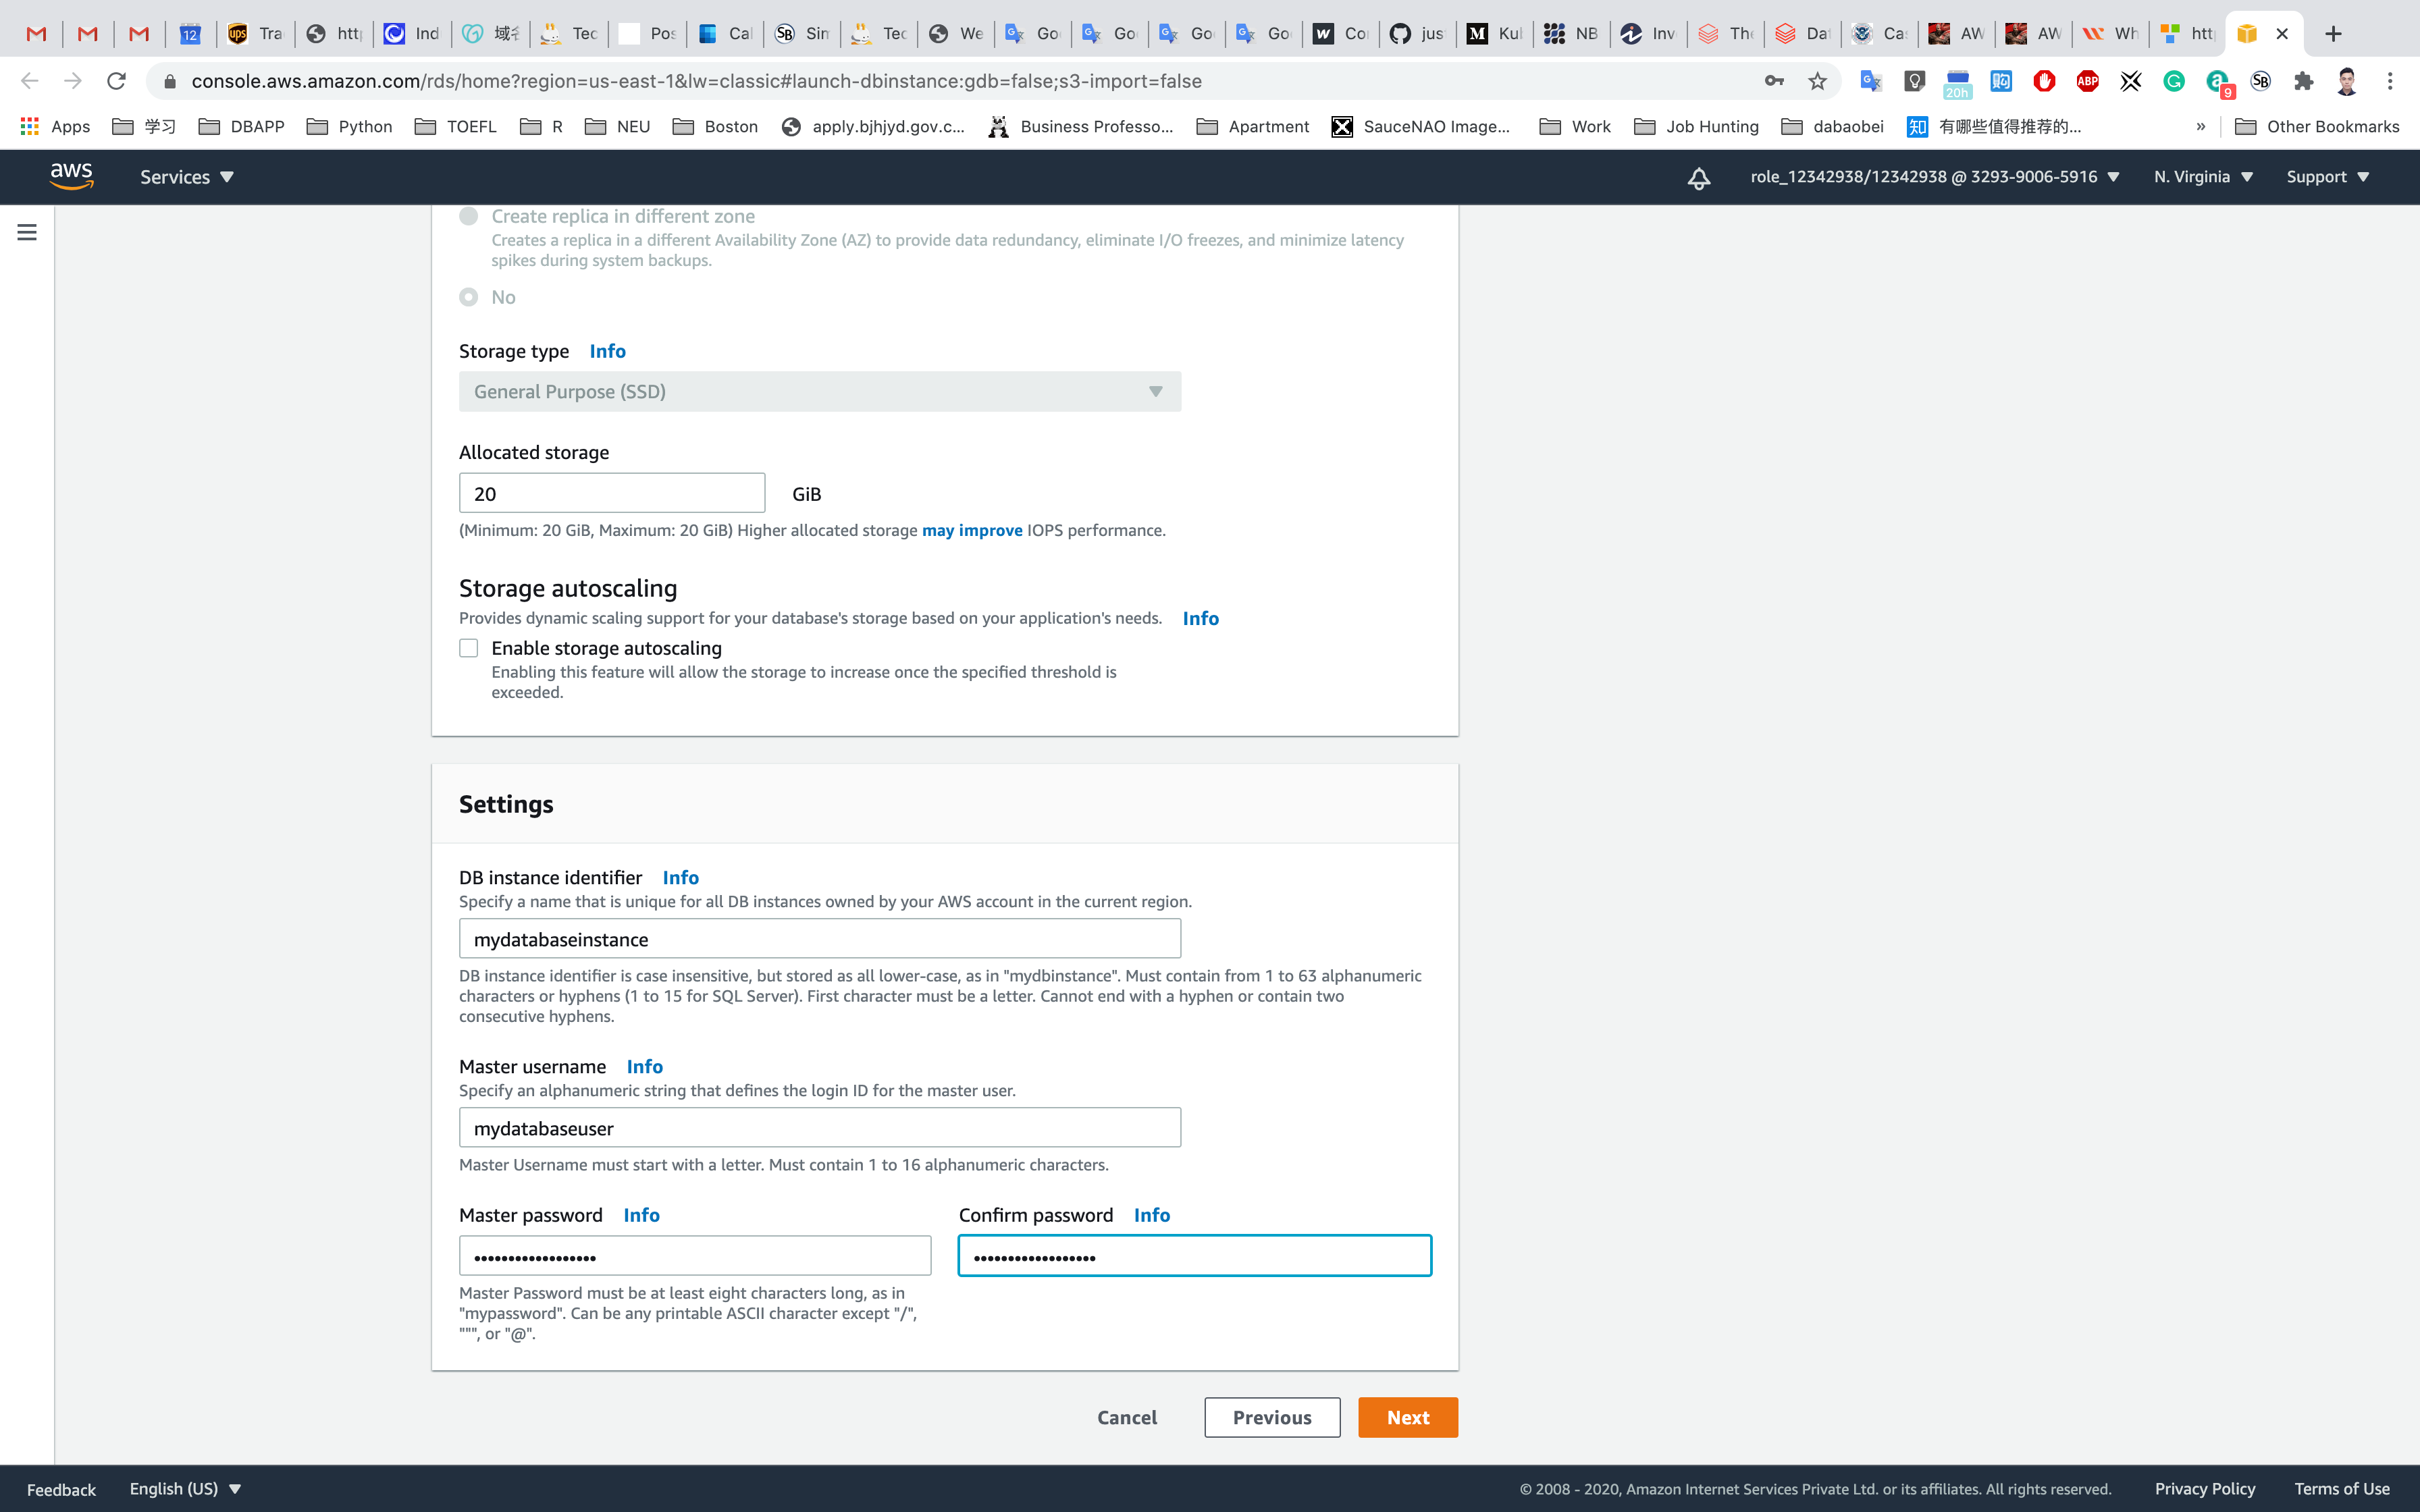 12
Tra
http
Ind
域名
Tec
Pos
Cal
Sim
Tec
We
Goo
Goo
Goo
Goo
Cor
jus
Kub
NB
Inv
The
Dat
Cas
AW
AW
Wh
http
console.aws.amazon.com/rds/home?region=us-east-1&lw=classic#launch-dbinstance:gdb=false;s3-import=false
20h
ABP
9
Apps
学习
DBAPP
Python
TOEFL
R
NEU
Boston
apply.bjhjyd.gov.c...
Business Professo...
Apartment
SauceNAO Image...
Work
Job Hunting
dabaobei
知 有哪些值得推荐的...
»
Other Bookmarks
aws
Services
role_12342938/12342938 @ 3293-9006-5916
N. Virginia
Support
Create replica in different zone
Creates a replica in a different Availability Zone (AZ) to provide data redundancy, eliminate I/O freezes, and minimize latency
spikes during system backups.
No
Storage type Info
General Purpose (SSD)
Allocated storage
20 GiB
(Minimum: 20 GiB, Maximum: 20 GiB) Higher allocated storage may improve IOPS performance.
Storage autoscaling
Provides dynamic scaling support for your database's storage based on your application's needs. Info
Enable storage autoscaling
Enabling this feature will allow the storage to increase once the specified threshold is
exceeded.
Settings
DB instance identifier Info
Specify a name that is unique for all DB instances owned by your AWS account in the current region.
mydatabaseinstance
DB instance identifier is case insensitive, but stored as all lower-case, as in "mydbinstance". Must contain from 1 to 63 alphanumeric
characters or hyphens (1 to 15 for SQL Server). First character must be a letter. Cannot end with a hyphen or contain two
consecutive hyphens.
Master username Info
Specify an alphanumeric string that defines the login ID for the master user.
mydatabaseuser
Master Username must start with a letter. Must contain 1 to 16 alphanumeric characters.
Master password Info
Confirm password Info
••••••••••••••••••
••••••••••••••••••
Master Password must be at least eight characters long, as in
"mypassword". Can be any printable ASCII character except "/",
""", or "@".
Cancel
Previous
Next
Feedback
English (US)
© 2008 - 2020, Amazon Internet Services Private Ltd. or its affiliates. All rights reserved.
Privacy Policy
Terms of Use